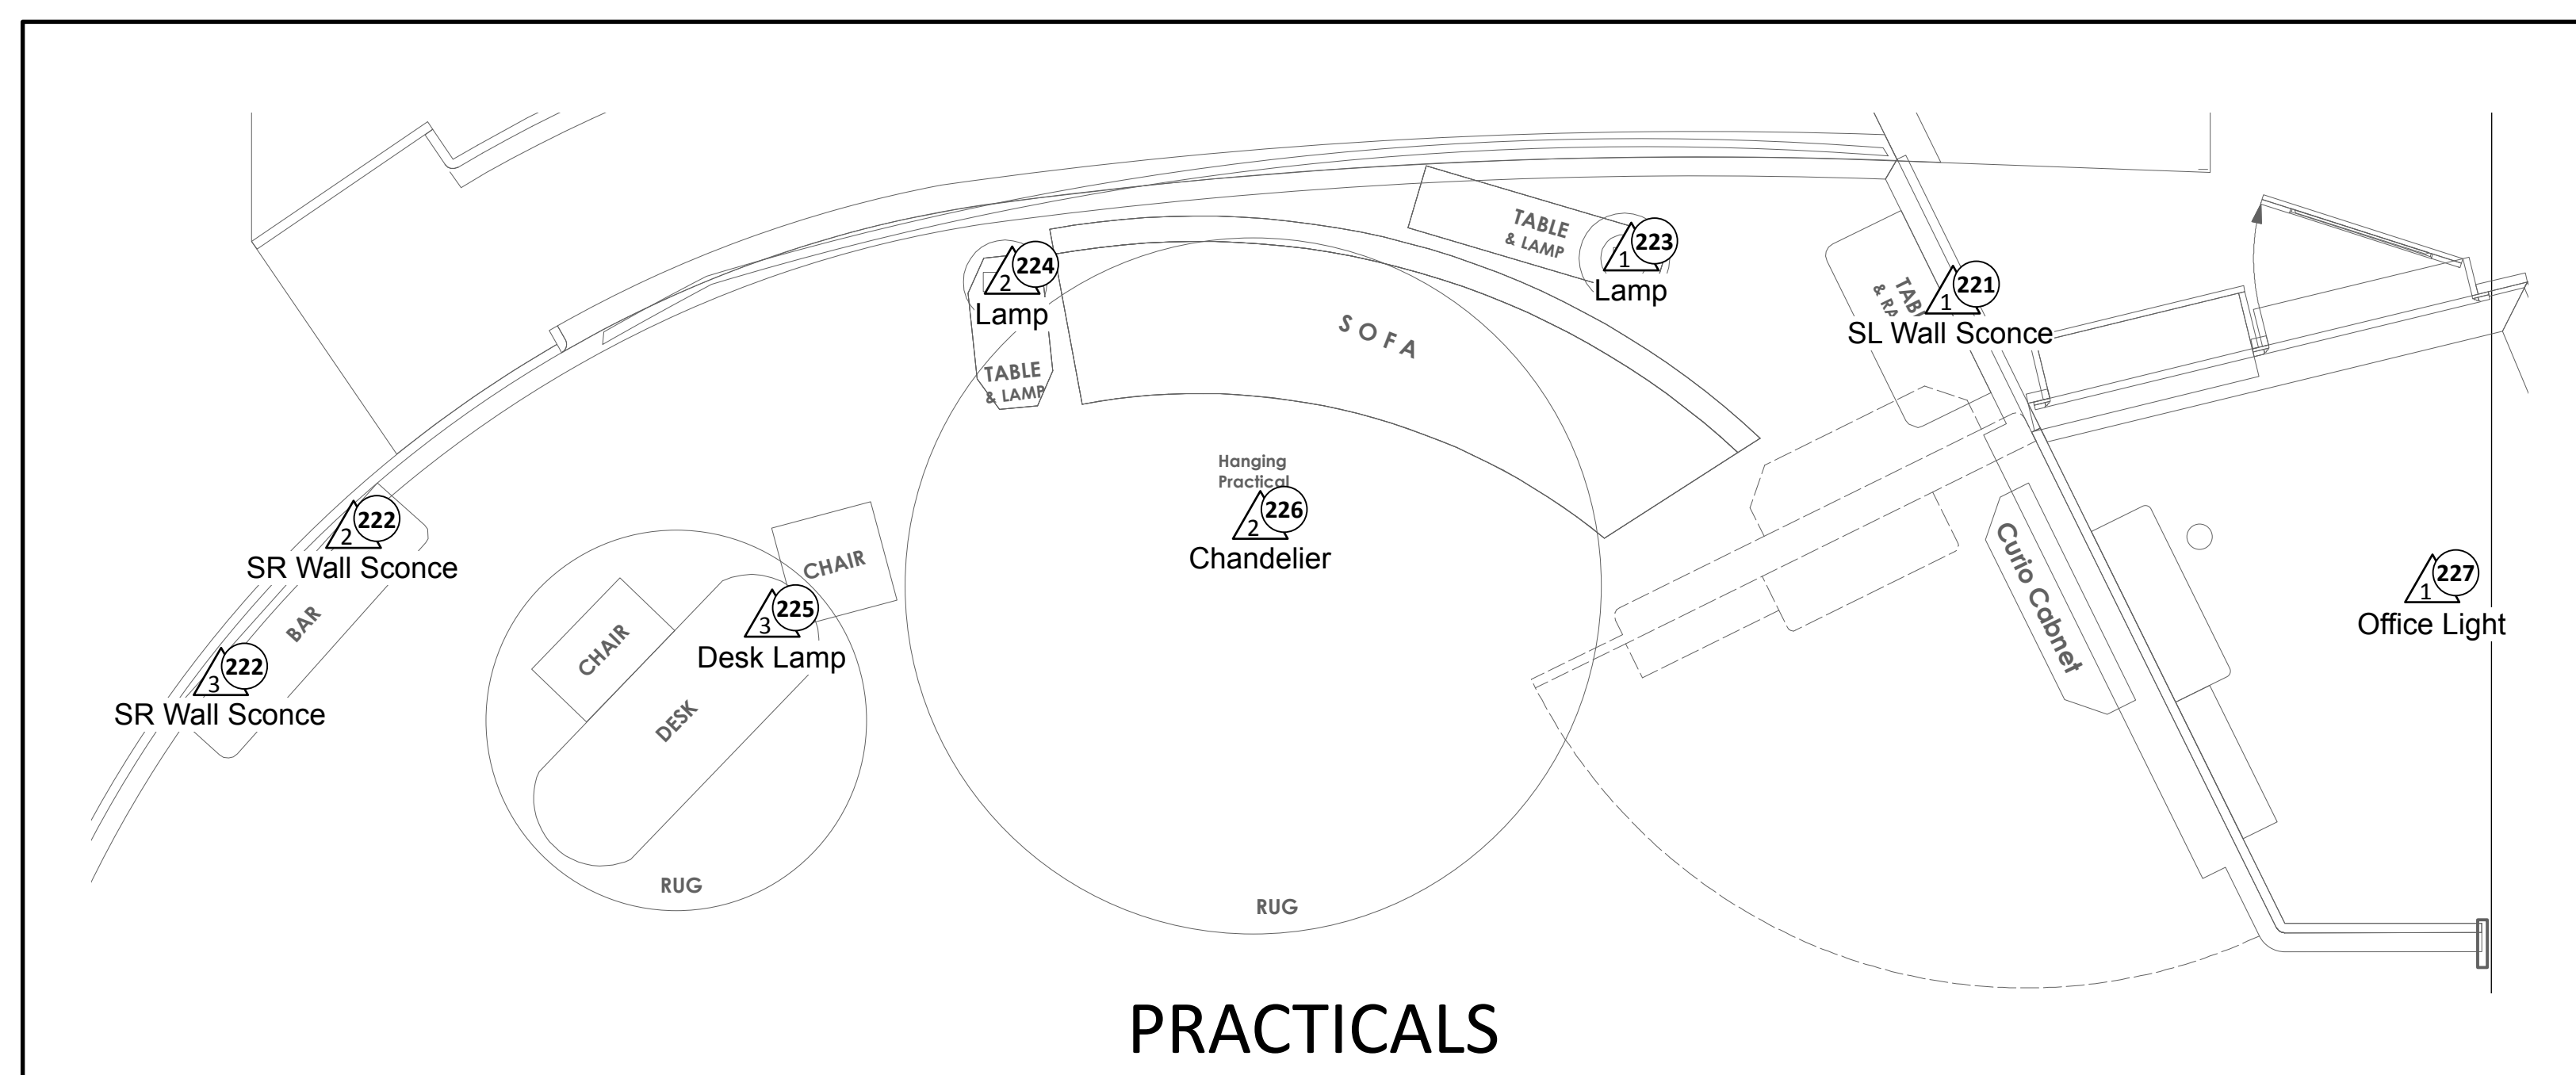 TABLE
& LAMP
223
1
Lamp
224
2
Lamp
TABLE
& LAMP
SOFA
221
1
SL Wall Sconce
Hanging
Practical
226
2
Chandelier
222
2
SR Wall Sconce
BAR
222
3
SR Wall Sconce
CHAIR
CHAIR
225
3
Desk Lamp
DESK
RUG
RUG
Curio Cabnet
227
1
Office Light
PRACTICALS